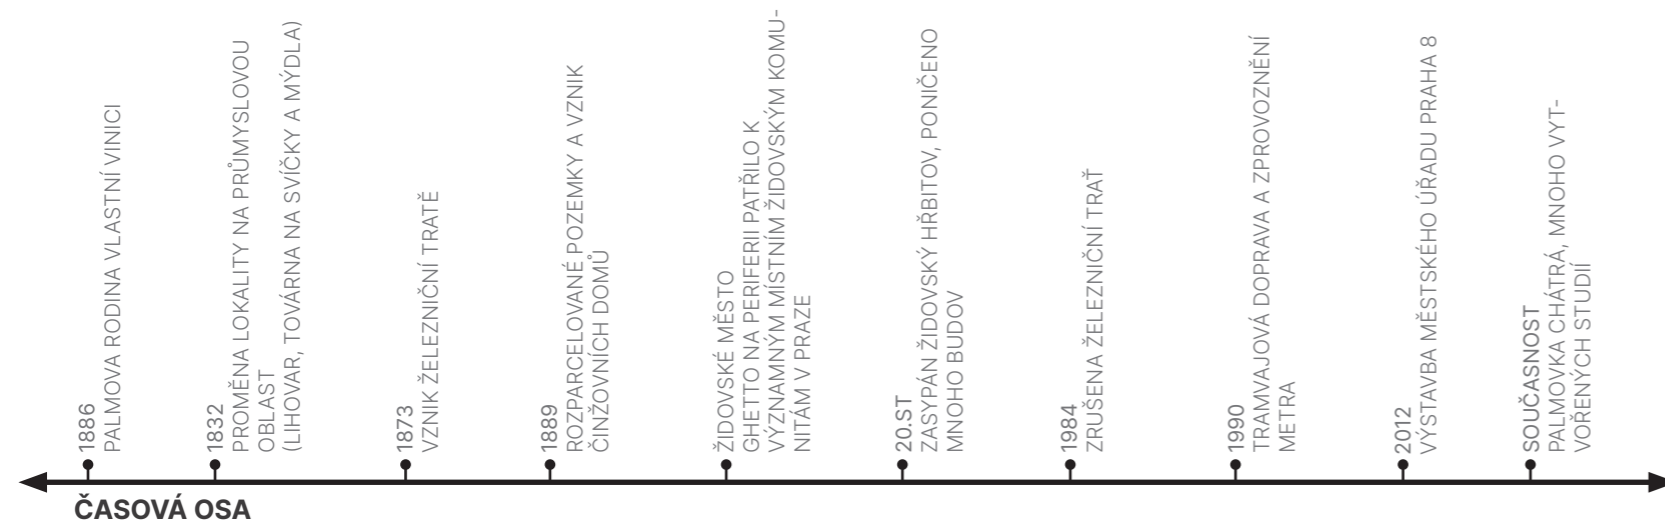 1886
PALMOVA RODINA VLASTNÍ VINICI
1832
PROMĚNA LOKALITY NA PRŮMYSLOVOU
OBLAST
(LIHOVAR, TOVÁRNA NA SVÍČKY A MÝDLA)
1873
VZNIK ŽELEZNIČNÍ TRATĚ
1889
ROZPARCELOVANÉ POZEMKY A VZNIK
ČINŽOVNÍCH DOMŮ
ŽIDOVSKÉ MĚSTO
GHETTO NA PERIFERII PATŘILO K
VÝZNAMNÝM MÍSTNÍM ŽIDOVSKÝM KOMU-
NITÁM V PRAZE
20.ST
ZASYPÁN ŽIDOVSKÝ HŘBITOV, PONIČENO
MNOHO BUDOV
1984
ZRUŠENA ŽELEZNIČNÍ TRAŤ
1990
TRAMVAJOVÁ DOPRAVA A ZPROVOZNĚNÍ
METRA
2012
VÝSTAVBA MĚSTSKÉHO ÚŘADU PRAHA 8
SOUČASNOST
PALMOVKA CHÁTRÁ, MNOHO VYT-
VOŘENÝCH STUDIÍ
ČASOVÁ OSA